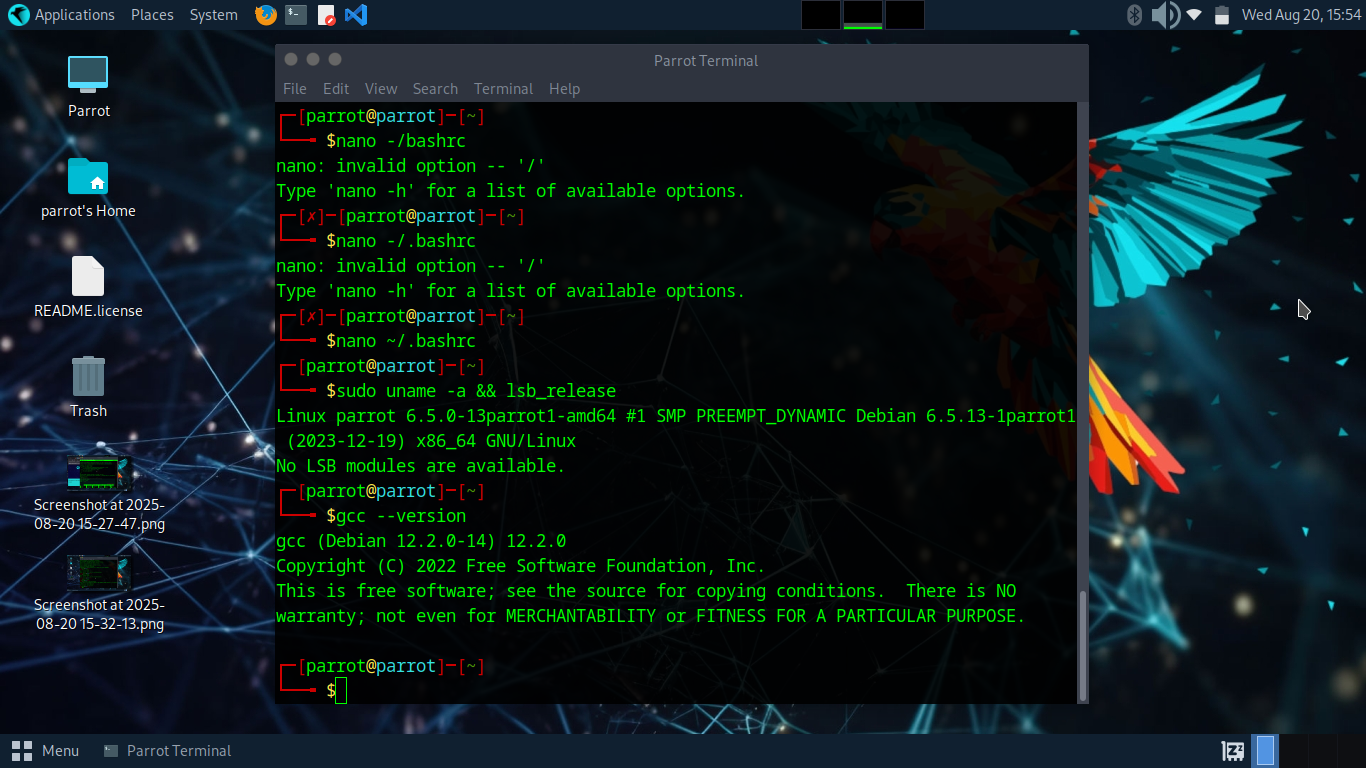 Applications Places System
Wed Aug 20, 15:54
Parrot
parrot's Home
README.license
Trash
Screenshot at 2025-
08-20 15-27-47.png
Screenshot at 2025-
08-20 15-32-13.png
Parrot Terminal
File Edit View Search Terminal Help
┌─[parrot@parrot]─[~]
└──╼ $nano -/bashrc
nano: invalid option -- '/'
Type 'nano -h' for a list of available options.
┌─[✗]─[parrot@parrot]─[~]
└──╼ $nano -/.bashrc
nano: invalid option -- '/'
Type 'nano -h' for a list of available options.
┌─[✗]─[parrot@parrot]─[~]
└──╼ $nano ~/.bashrc
┌─[parrot@parrot]─[~]
└──╼ $sudo uname -a && lsb_release
Linux parrot 6.5.0-13parrot1-amd64 #1 SMP PREEMPT_DYNAMIC Debian 6.5.13-1parrot1
(2023-12-19) x86_64 GNU/Linux
No LSB modules are available.
┌─[parrot@parrot]─[~]
└──╼ $gcc --version
gcc (Debian 12.2.0-14) 12.2.0
Copyright (C) 2022 Free Software Foundation, Inc.
This is free software; see the source for copying conditions.  There is NO
warranty; not even for MERCHANTABILITY or FITNESS FOR A PARTICULAR PURPOSE.
┌─[parrot@parrot]─[~]
└──╼ $
Menu Parrot Terminal